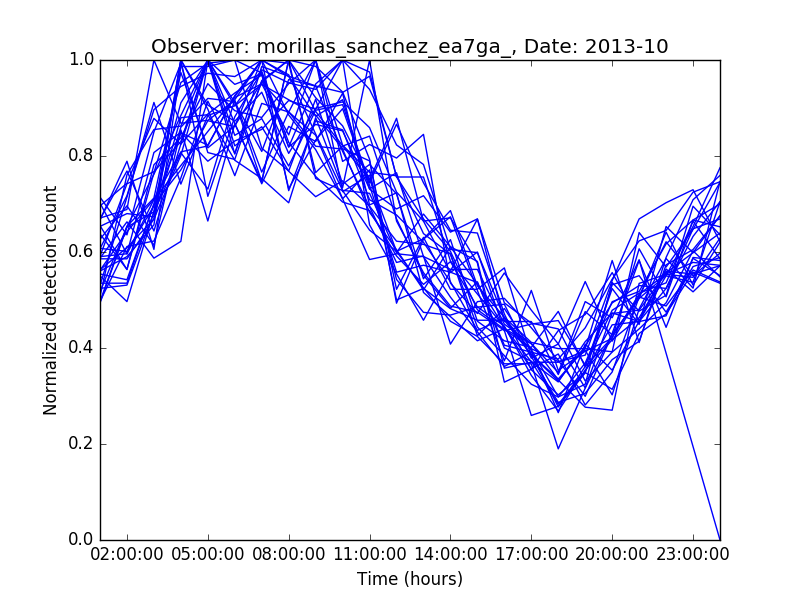 Observer: morillas_sanchez_ea7ga_, Date: 2013-10
1.0
0.8
0.6
0.4
0.2
0.0
Normalized detection count
02:00:00 05:00:00 08:00:00 11:00:00 14:00:00 17:00:00 20:00:00 23:00:00
Time (hours)